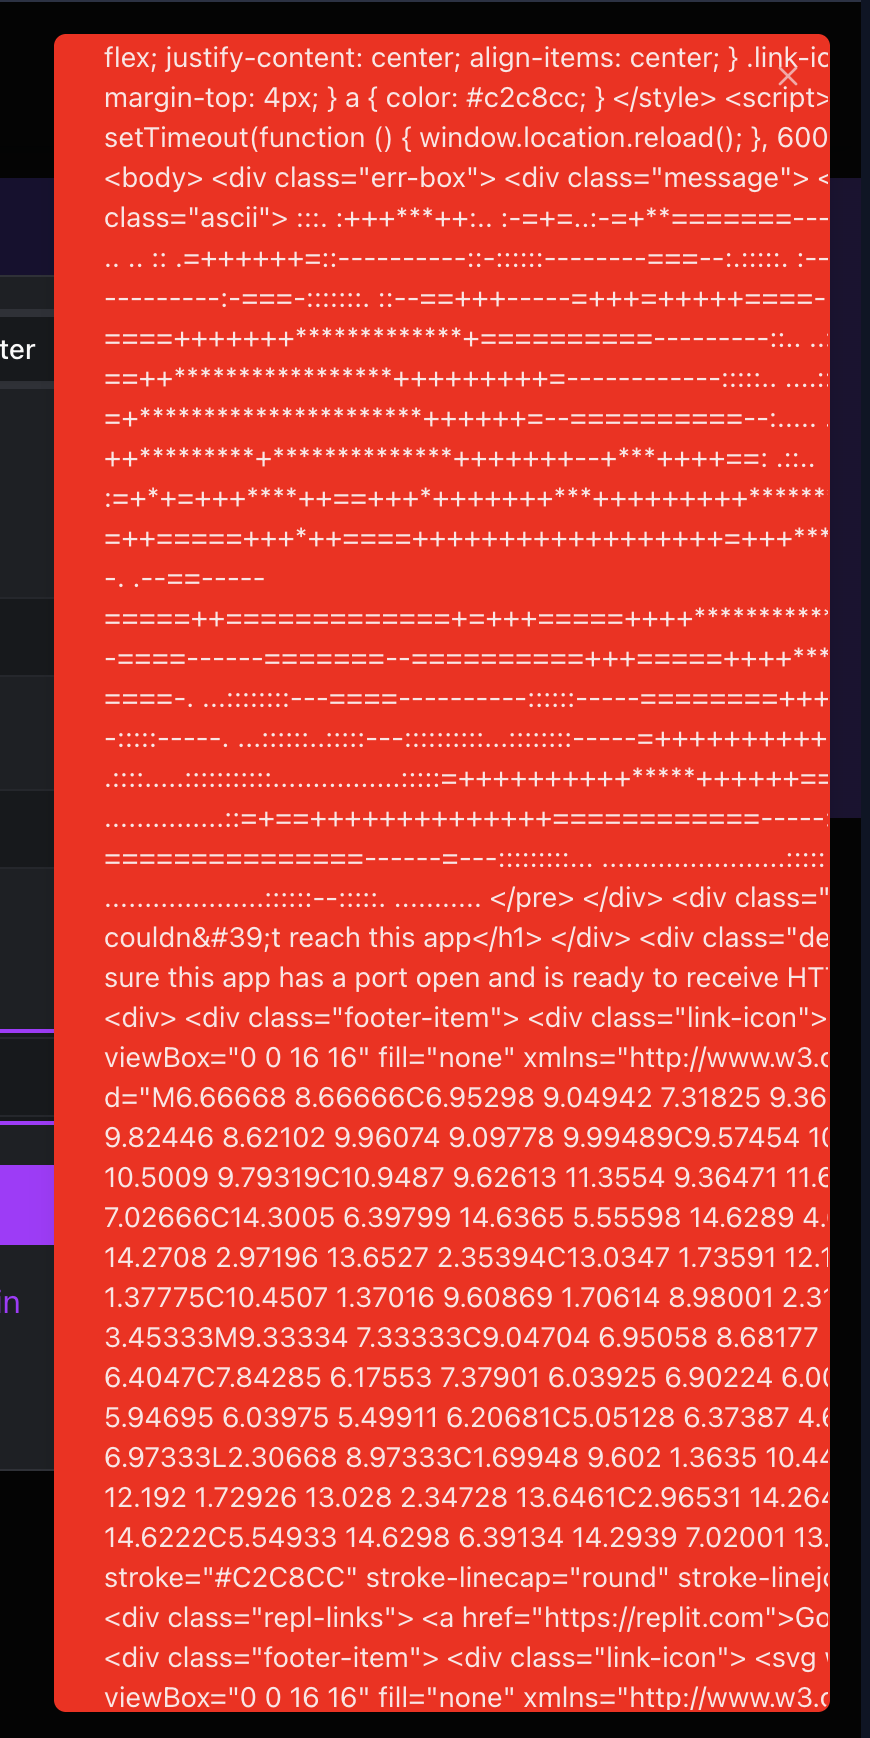 flex; justify-content: center; align-items: center; } .link-ic
margin-top: 4px; } a { color: #c2c8cc; } </style> <script>
setTimeout(function () { window.location.reload(); }, 600
<body> <div class="err-box"> <div class="message"> <
class="ascii"> :::. :+++***++:.. :-=+=..:-=+**=======---
.. .. :: .=++++++=::----------::-::::::--------===--:.:::::. :--
---------:-===-:::::::. ::--==+++-----=+++=+++++====-
====+++++++*************+==========---------::.. ..
==++*****************+++++++++=------------:::::.. ....::
=+**********************++++++=--==========--:..... .
++*********+**************+++++++--+***++++==: .::..
:=+*+=+++****++==+++*+++++++***+++++++++******
=++=====+++*++====++++++++++++++++++=+++***
-. .--==-----
=====++=============+=+++=====++++**********
-====------=======--==========+++=====++++***
====-. ...::::::::---====----------::::::-----========+++
-:::::-----. ...::::::..:::::---::::::::::...::::::::-----=++++++++++
.::::.....:::::::::::...............:::::=++++++++++*****++++++==
..............::=+==++++++++++++++============-----:
===============------=---:::::::::... ......................:::::
...................::::::--:::::. ........... </pre> </div> <div class="
couldn&#39;t reach this app</h1> </div> <div class="de
sure this app has a port open and is ready to receive HT
<div> <div class="footer-item"> <div class="link-icon">
viewBox="0 0 16 16" fill="none" xmlns="http://www.w3.o
d="M6.66668 8.66666C6.95298 9.04942 7.31825 9.36
9.82446 8.62102 9.96074 9.09778 9.99489C9.57454 10
10.5009 9.79319C10.9487 9.62613 11.3554 9.36471 11.6
7.02666C14.3005 6.39799 14.6365 5.55598 14.6289 4.
14.2708 2.97196 13.6527 2.35394C13.0347 1.73591 12.1
1.37775C10.4507 1.37016 9.60869 1.70614 8.98001 2.31
3.45333M9.33334 7.33333C9.04704 6.95058 8.68177
6.4047C7.84285 6.17553 7.37901 6.03925 6.90224 6.00
5.94695 6.03975 5.49911 6.20681C5.05128 6.37387 4.6
6.97333L2.30668 8.97333C1.69948 9.602 1.3635 10.44
12.192 1.72926 13.028 2.34728 13.6461C2.96531 14.264
14.6222C5.54933 14.6298 6.39134 14.2939 7.02001 13.
stroke="#C2C8CC" stroke-linecap="round" stroke-linejo
<div class="repl-links"> <a href="https://replit.com">Go
<div class="footer-item"> <div class="link-icon"> <svg
viewBox="0 0 16 16" fill="none" xmlns="http://www.w3.o
ter
in